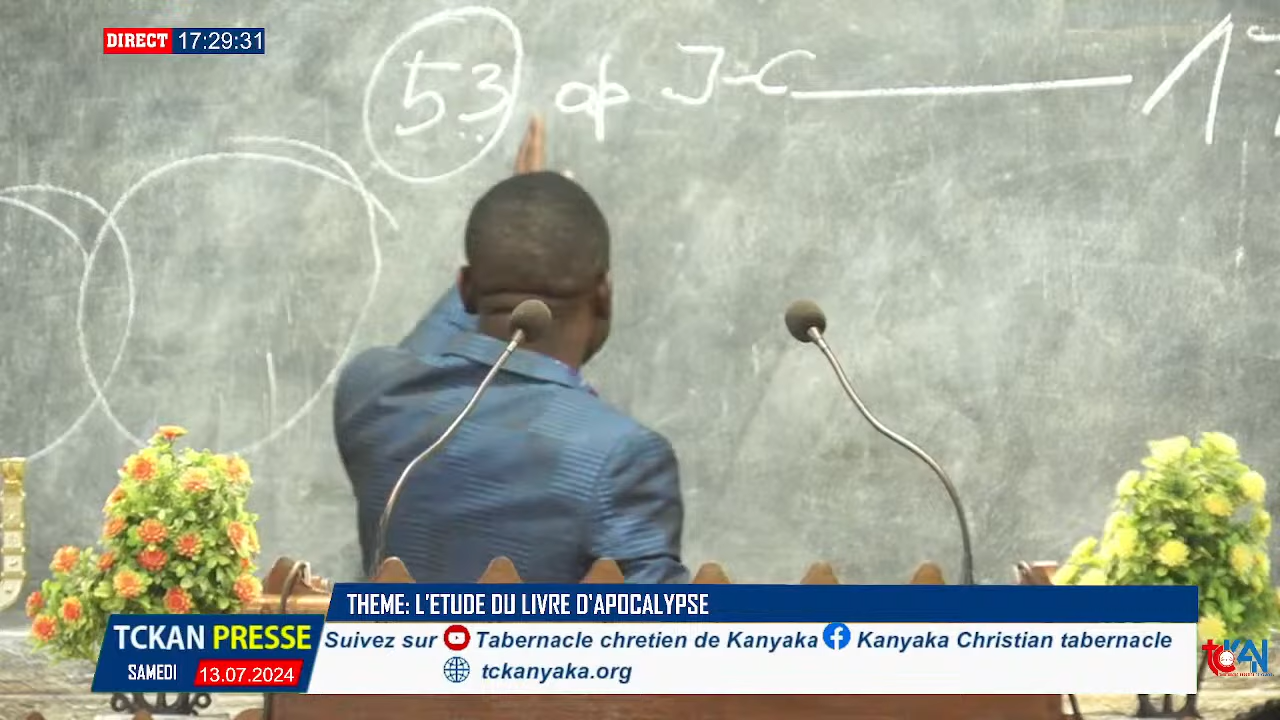 DIRECT 17:29:31
53 ap J-C
THEME: L'ETUDE DU LIVRE D'APOCALYPSE
TCKAN PRESSE
SAMEDI 13.07.2024
Suivez sur Tabernacle chretien de Kanyaka Kanyaka Christian tabernacle
tckanyaka.org
TCKAN